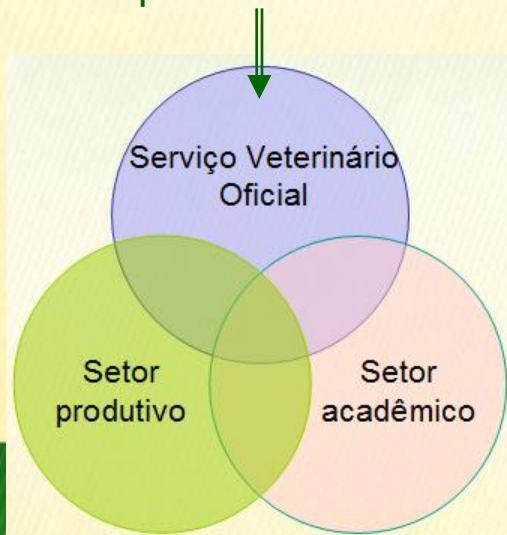 Serviço Veterinário
Oficial
Setor
produtivo
Setor
acadêmico